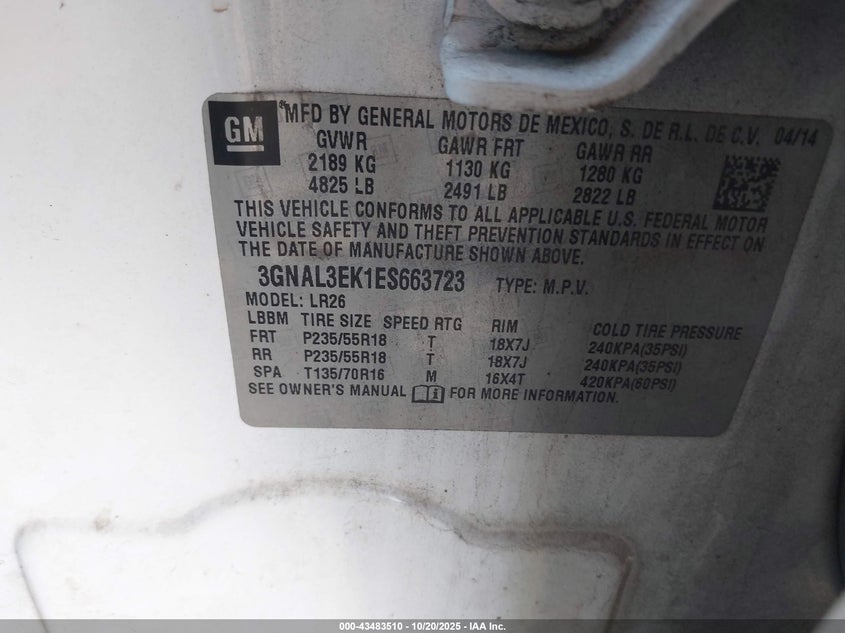 GM
MFD BY GENERAL MOTORS DE MEXICO, S. DE R.L. DE C.V. 04/14
GVWR GAWR FRT GAWR RR
2189 KG 1130 KG 1280 KG
4825 LB 2491 LB 2822 LB
THIS VEHICLE CONFORMS TO ALL APPLICABLE U.S. FEDERAL MOTOR
VEHICLE SAFETY AND THEFT PREVENTION STANDARDS IN EFFECT ON
THE DATE OF MANUFACTURE SHOWN ABOVE.
3GNAL3EK1ES663723 TYPE: M.P.V.
MODEL: LR26
LBBM TIRE SIZE SPEED RTG RIM COLD TIRE PRESSURE
FRT P235/55R18 T 18X7J 240KPA(35PSI)
RR P235/55R18 T 18X7J 240KPA(35PSI)
SPA T135/70R16 M 16X4T 420KPA(60PSI)
SEE OWNER'S MANUAL FOR MORE INFORMATION.
000-43483510 - 10/20/2025 - IAA Inc.